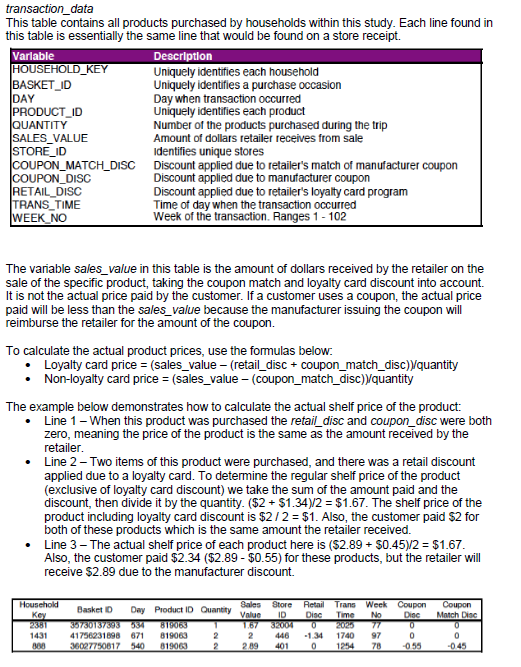 transaction_data
This table contains all products purchased by households within this study. Each line found in
this table is essentially the same line that would be found on a store receipt.
Variable Description
HOUSEHOLD_KEY Uniquely identifies each household
BASKET_ID Uniquely identifies a purchase occasion
DAY Day when transaction occurred
PRODUCT_ID Uniquely identifies each product
QUANTITY Number of the products purchased during the trip
SALES_VALUE Amount of dollars retailer receives from sale
STORE_ID Identifies unique stores
COUPON_MATCH_DISC Discount applied due to retailer's match of manufacturer coupon
COUPON_DISC Discount applied due to manufacturer coupon
RETAIL_DISC Discount applied due to retailer's loyalty card program
TRANS_TIME Time of day when the transaction occurred
WEEK_NO Week of the transaction. Ranges 1 - 102
The variable sales_value in this table is the amount of dollars received by the retailer on the
sale of the specific product, taking the coupon match and loyalty card discount into account.
It is not the actual price paid by the customer. If a customer uses a coupon, the actual price
paid will be less than the sales_value because the manufacturer issuing the coupon will
reimburse the retailer for the amount of the coupon.
To calculate the actual product prices, use the formulas below:
• Loyalty card price = (sales_value – (retail_disc + coupon_match_disc))/quantity
• Non-loyalty card price = (sales_value – (coupon_match_disc))/quantity
The example below demonstrates how to calculate the actual shelf price of the product:
• Line 1 – When this product was purchased the retail_disc and coupon_disc were both
zero, meaning the price of the product is the same as the amount received by the
retailer.
• Line 2 – Two items of this product were purchased, and there was a retail discount
applied due to a loyalty card. To determine the regular shelf price of the product
(exclusive of loyalty card discount) we take the sum of the amount paid and the
discount, then divide it by the quantity. ($2 + $1.34)/2 = $1.67. The shelf price of the
product including loyalty card discount is $2 / 2 = $1. Also, the customer paid $2 for
both of these products which is the same amount the retailer received.
• Line 3 – The actual shelf price of each product here is ($2.89 + $0.45)/2 = $1.67.
Also, the customer paid $2.34 ($2.89 - $0.55) for these products, but the retailer will
receive $2.89 due to the manufacturer discount.
Household Key Basket ID Day Product ID Quantity Sales Value Store ID Retail Disc Trans Time Week No Coupon Disc Coupon Match Disc
2381 35730137393 534 819063 1 1.67 32004 0 2025 77 0 0
1431 41756231898 671 819063 2 2 446 -1.34 1740 97 0 0
888 36027750817 540 819063 2 2.89 401 0 1254 78 -0.55 -0.45